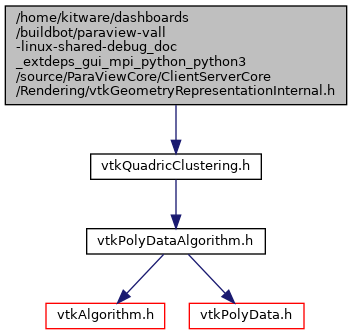 /home/kitware/dashboards
/buildbot/paraview-vall
-linux-shared-debug_doc
_extdeps_gui_mpi_python_python3
/source/ParaViewCore/ClientServerCore
/Rendering/vtkGeometryRepresentationInternal.h
vtkQuadricClustering.h
vtkPolyDataAlgorithm.h
vtkAlgorithm.h
vtkPolyData.h